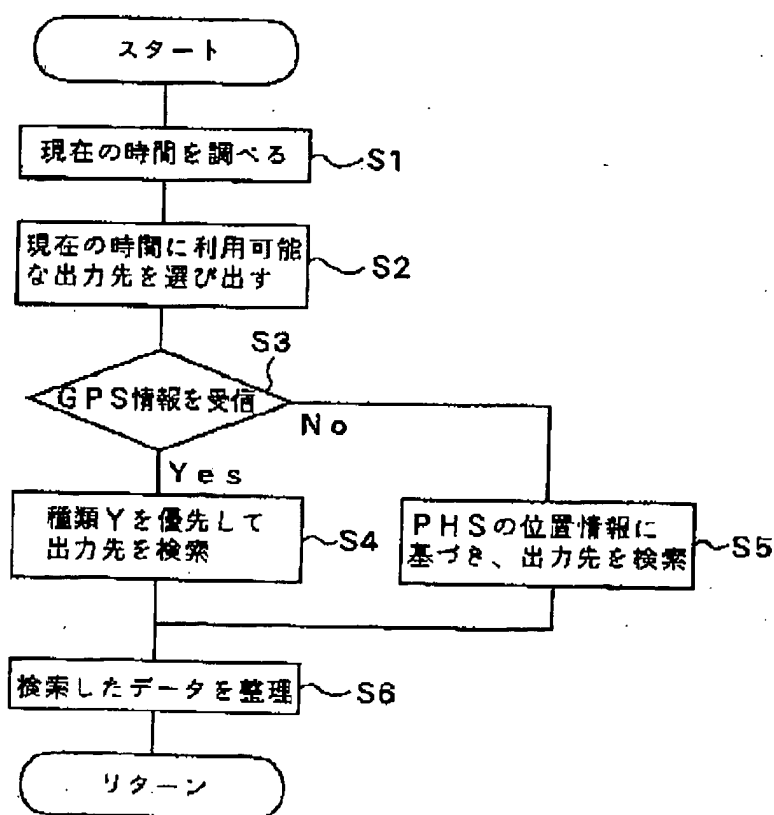 スタート
現在の時間を調べる
S1
現在の時間に利用可能
な出力先を選び出す
S2
S3
GPS情報を受信
No
Yes
種類Yを優先して
出力先を検索
S4
PHSの位置情報に
基づき、出力先を検索
S5
検索したデータを整理
S6
リターン